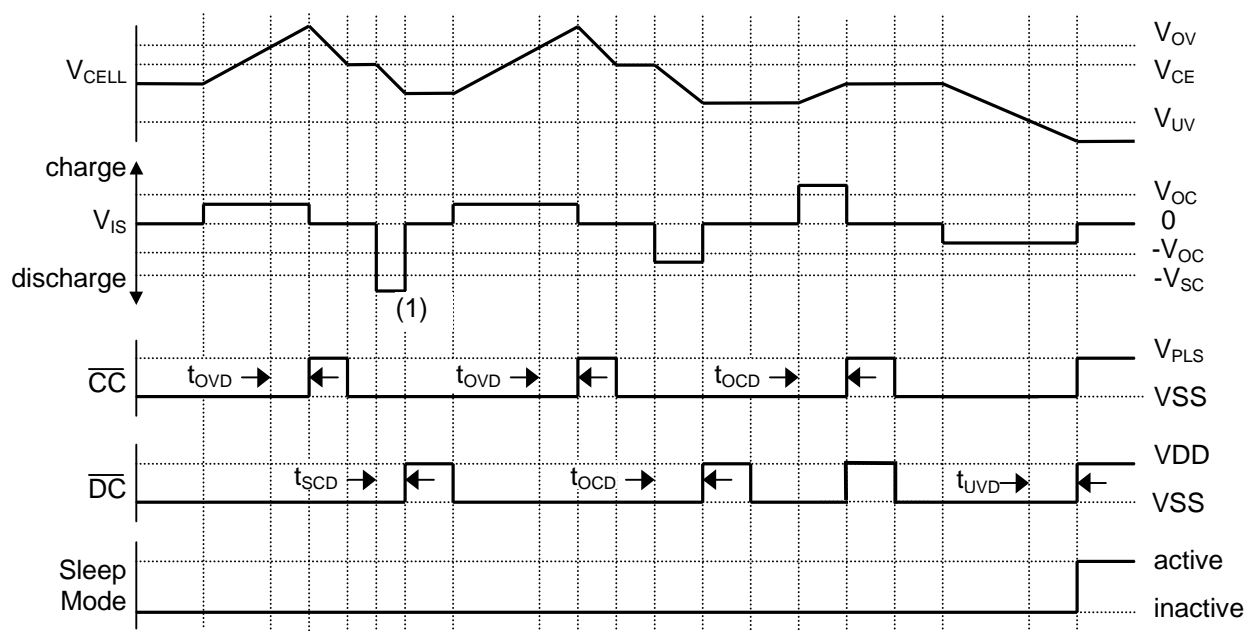 V_OV
V_CELL
V_CE
V_UV
charge
V_OC
V_IS
0
-V_OC
discharge
-V_SC
(1)
V_PLS
t_OVD
t_OVD
t_OCD
CC
VSS
VDD
DC
t_SCD
t_OCD
t_UVD
VSS
active
Sleep
Mode
inactive